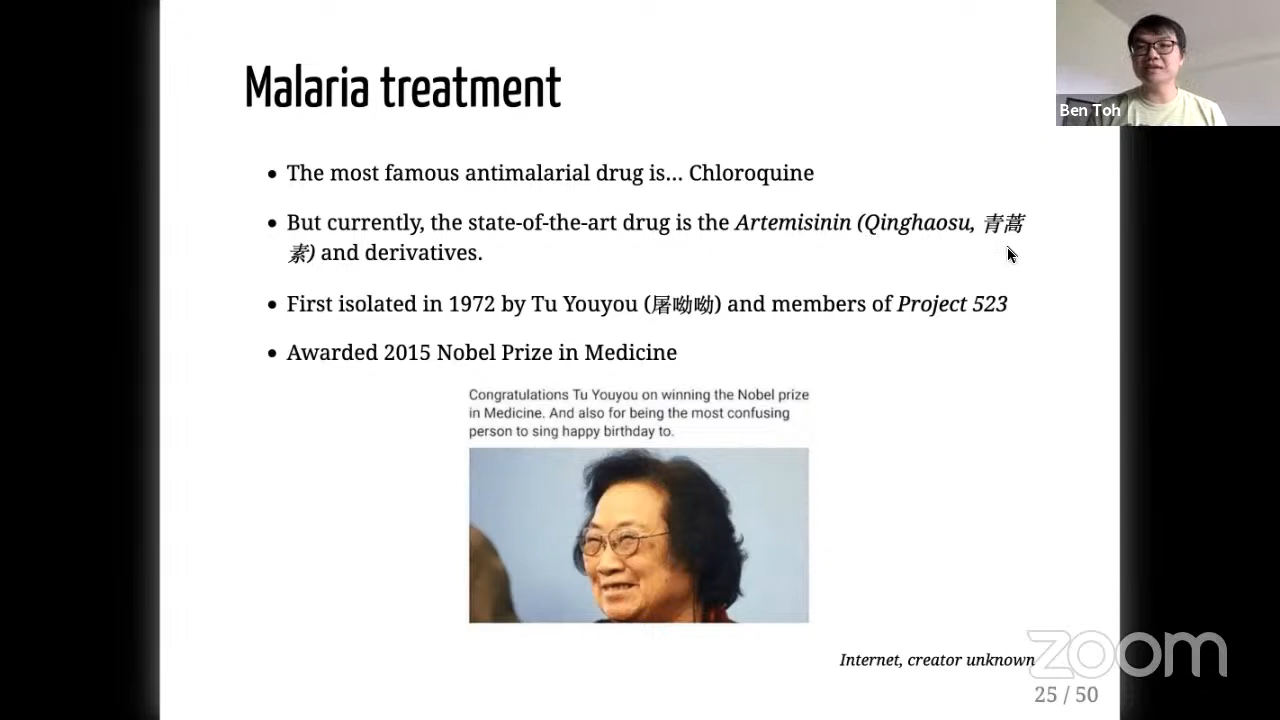 Malaria treatment
Ben Toh
• The most famous antimalarial drug is... Chloroquine
• But currently, the state-of-the-art drug is the Artemisinin (Qinghaosu, 青蒿
素) and derivatives.
• First isolated in 1972 by Tu Youyou (屠呦呦) and members of Project 523
• Awarded 2015 Nobel Prize in Medicine
Congratulations Tu Youyou on winning the Nobel prize
in Medicine. And also for being the most confusing
person to sing happy birthday to.
Internet, creator unknown
zoom
25 / 50